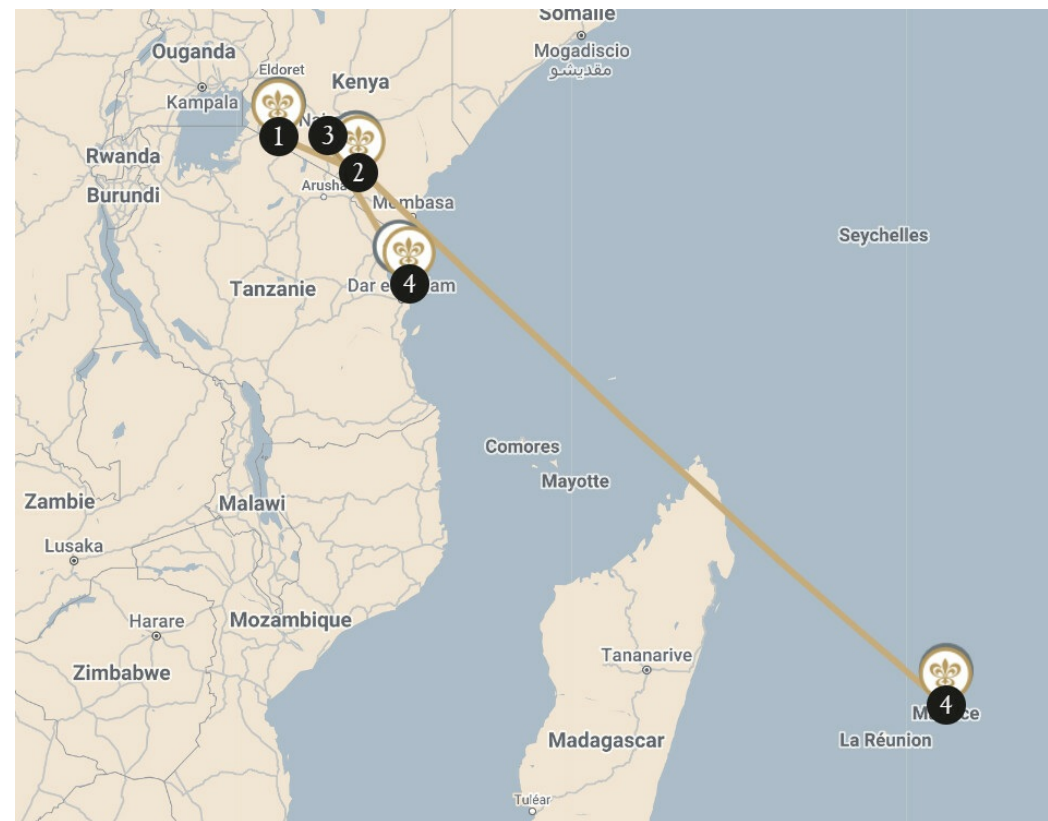 Somalie
Ouganda
Mogadiscio
مقديشو
Eldoret
Kenya
Kampala
1
3
Rwanda
2
Arusha
Burundi
Mombasa
Seychelles
Tanzanie
4
Comores
Mayotte
Zambie
Malawi
Lusaka
Harare
Mozambique
Tananarive
Zimbabwe
4
La Réunion
Madagascar
Tuléar